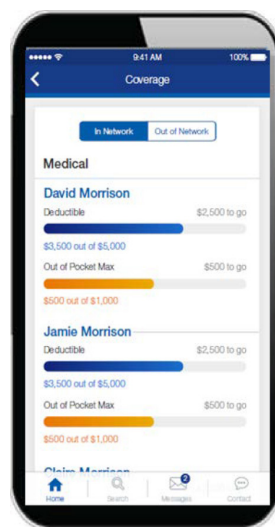 9:41 AM 100%
Coverage
In Network Out of Network
Medical
David Morrison
Deductible $2,500 to go
$3,500 out of $5,000
Out of Pocket Max $500 to go
$500 out of $1,000
Jamie Morrison
Deductible $2,500 to go
$3,500 out of $5,000
Out of Pocket Max $500 to go
$500 out of $1,000
Claire Morrison
2
Home Search Messages Contact